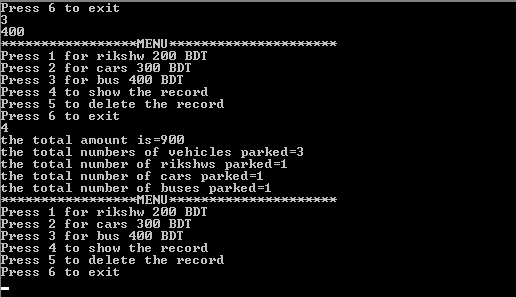 Press 6 to exit
3
400
*****************MENU*********************
Press 1 for rikshw 200 BDT
Press 2 for cars 300 BDT
Press 3 for bus 400 BDT
Press 4 to show the record
Press 5 to delete the record
Press 6 to exit
4
the total amount is=900
the total numbers of vehicles parked=3
the total number of rikshws parked=1
the total number of cars parked=1
the total number of buses parked=1
*****************MENU*********************
Press 1 for rikshw 200 BDT
Press 2 for cars 300 BDT
Press 3 for bus 400 BDT
Press 4 to show the record
Press 5 to delete the record
Press 6 to exit